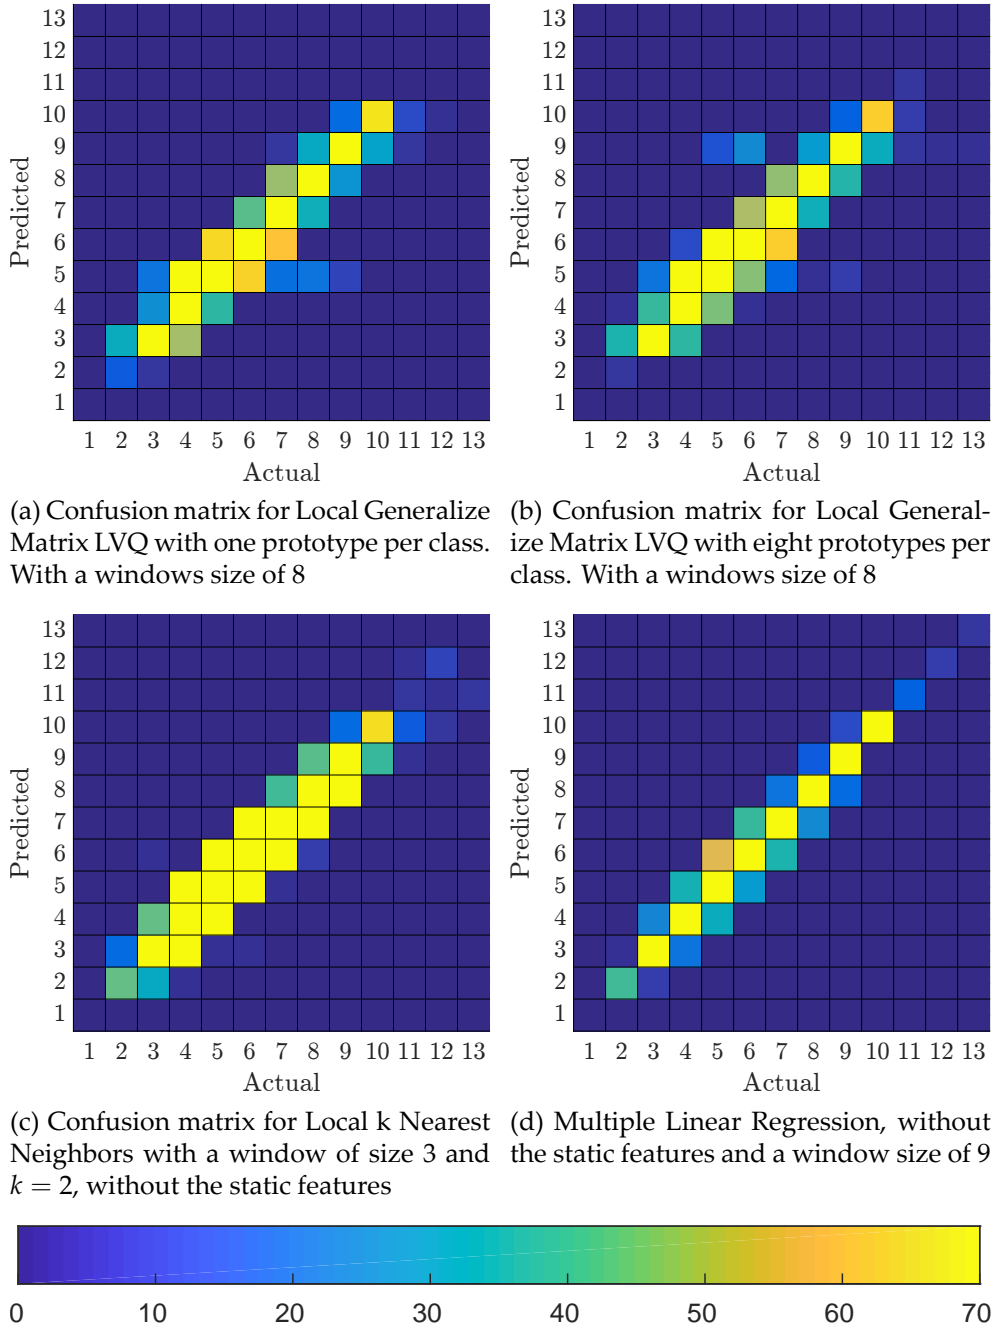 13
12
11
10
9
8
7
6
5
4
3
2
1
Predicted
1 2 3 4 5 6 7 8 9 10 11 12 13
Actual
13
12
11
10
9
8
7
6
5
4
3
2
1
Predicted
1 2 3 4 5 6 7 8 9 10 11 12 13
Actual
(a) Confusion matrix for Local Generalize
Matrix LVQ with one prototype per class.
With a windows size of 8
(b) Confusion matrix for Local General-
ize Matrix LVQ with eight prototypes per
class. With a windows size of 8
13
12
11
10
9
8
7
6
5
4
3
2
1
Predicted
1 2 3 4 5 6 7 8 9 10 11 12 13
Actual
13
12
11
10
9
8
7
6
5
4
3
2
1
Predicted
1 2 3 4 5 6 7 8 9 10 11 12 13
Actual
(c) Confusion matrix for Local k Nearest
Neighbors with a window of size 3 and
k = 2, without the static features
(d) Multiple Linear Regression, without
the static features and a window size of 9
0 10 20 30 40 50 60 70